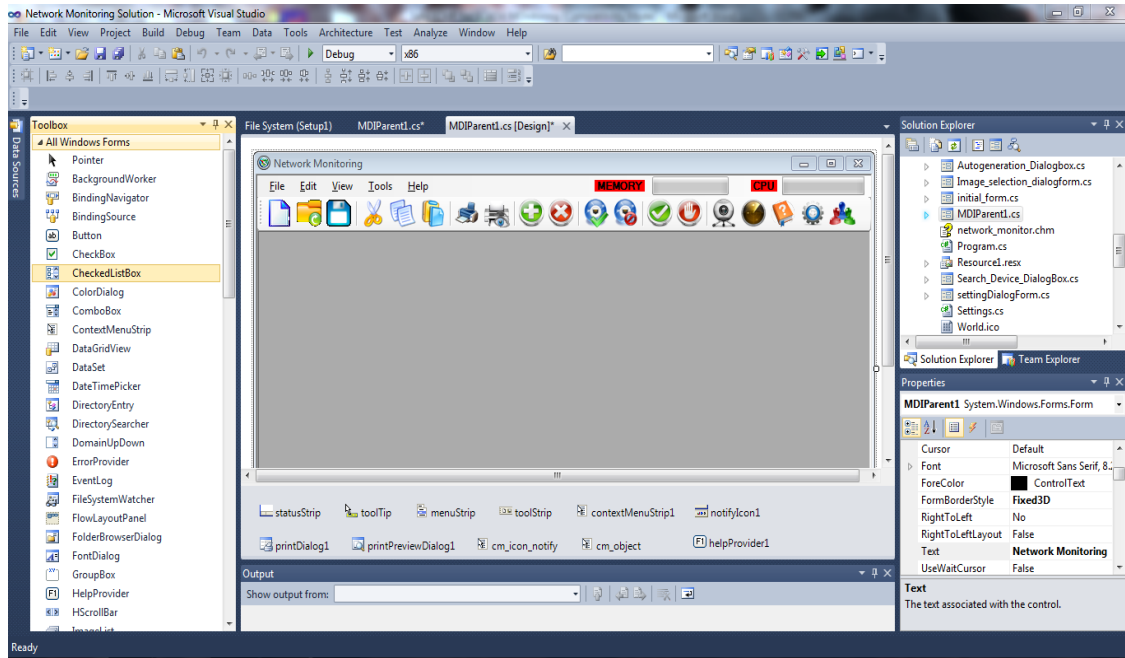 Network Monitoring Solution - Microsoft Visual Studio
File Edit View Project Build Debug Team Data Tools Architecture Test Analyze Window Help
Debug x86
Data Sources
Toolbox
All Windows Forms
Pointer
BackgroundWorker
BindingNavigator
BindingSource
Button
CheckBox
CheckedListBox
ColorDialog
ComboBox
ContextMenuStrip
DataGridView
DataSet
DateTimePicker
DirectoryEntry
DirectorySearcher
DomainUpDown
ErrorProvider
EventLog
FileSystemWatcher
FlowLayoutPanel
FolderBrowserDialog
FontDialog
GroupBox
HelpProvider
HScrollBar
ImageList
File System (Setup1) MDIParent1.cs* MDIParent1.cs [Design]*
Network Monitoring
File Edit View Tools Help MEMORY CPU
statusStrip toolTip menuStrip toolStrip contextMenuStrip1 notifyIcon1
printDialog1 printPreviewDialog1 cm_icon_notify cm_object helpProvider1
Output
Show output from:
Solution Explorer
Autogeneration_Dialogbox.cs
Image_selection_dialogform.cs
initial_form.cs
MDIParent1.cs
network_monitor.chm
Program.cs
Resource1.resx
Search_Device_DialogBox.cs
settingDialogForm.cs
Settings.cs
World.ico
Solution Explorer Team Explorer
Properties
MDIParent1 System.Windows.Forms.Form
Cursor Default
Font Microsoft Sans Serif, 8.
ForeColor ControlText
FormBorderStyle Fixed3D
RightToLeft No
RightToLeftLayout False
Text Network Monitoring
UseWaitCursor False
Text
The text associated with the control.
Ready